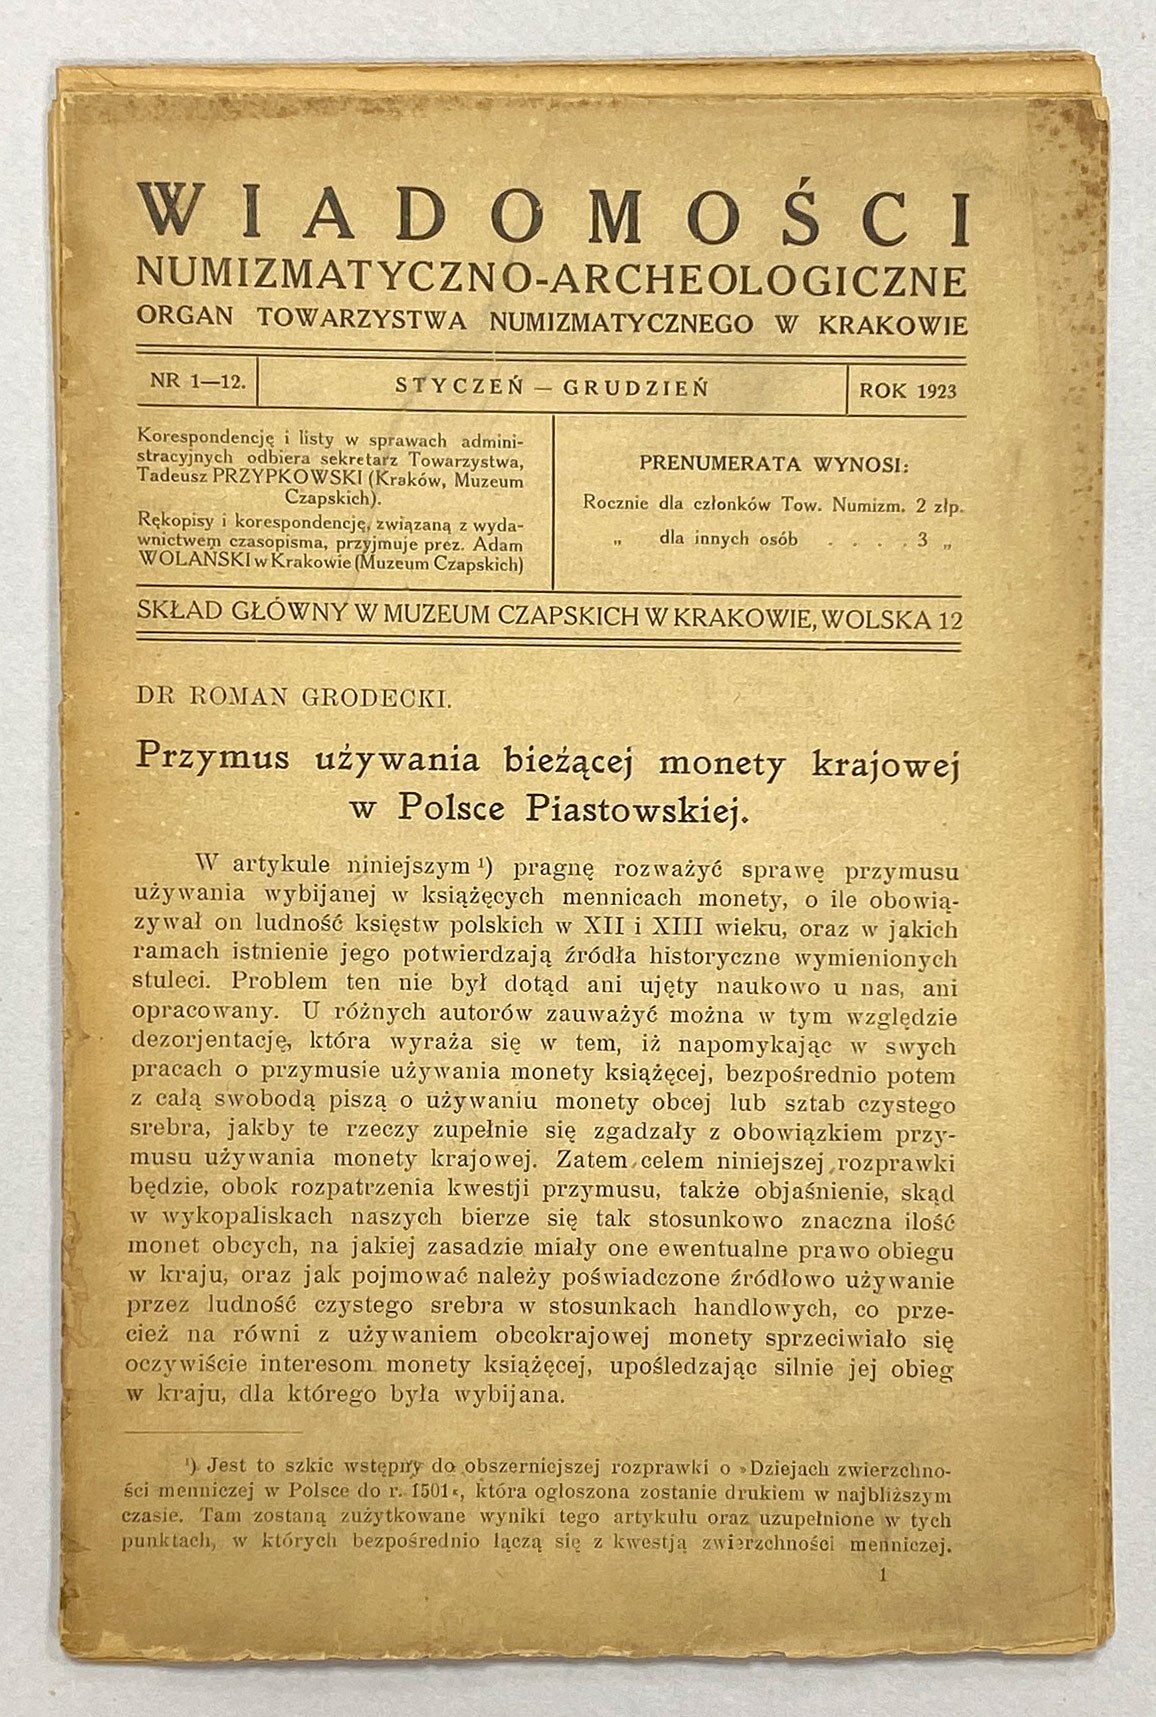 WIADOMOŚCI
NUMIZMATYCZNO-ARCHEOLOGICZNE
ORGAN TOWARZYSTWA NUMIZMATYCZNEGO W KRAKOWIE
NR 1—12.
STYCZEŃ — GRUDZIEŃ
ROK 1923
Korespondencję i listy w sprawach admini-
stracyjnych odbiera sekretarz Towarzystwa,
Tadeusz PRZYPKOWSKI (Kraków, Muzeum
Czapskich).
Rękopisy i korespondencję, związaną z wyda-
wnictwem czasopisma, przyjmuje prez. Adam
WOLAŃSKI w Krakowie (Muzeum Czapskich)
PRENUMERATA WYNOSI:
Rocznie dla członków Tow. Numizm. 2 złp.
„ dla innych osób . . . . 3 „
SKŁAD GŁÓWNY W MUZEUM CZAPSKICH W KRAKOWIE, WOLSKA 12
DR ROMAN GRODECKI.
Przymus używania bieżącej monety krajowej
w Polsce Piastowskiej.
W artykule niniejszym ¹) pragnę rozważyć sprawę przymusu
używania wybijanej w książęcych mennicach monety, o ile obowią-
zywał on ludność księstw polskich w XII i XIII wieku, oraz w jakich
ramach istnienie jego potwierdzają źródła historyczne wymienionych
stuleci. Problem ten nie był dotąd ani ujęty naukowo u nas, ani
opracowany. U różnych autorów zauważyć można w tym względzie
dezorjentację, która wyraża się w tem, iż napomykając w swych
pracach o przymusie używania monety książęcej, bezpośrednio potem
z całą swobodą piszą o używaniu monety obcej lub sztab czystego
srebra, jakby te rzeczy zupełnie się zgadzały z obowiązkiem przy-
musu używania monety krajowej. Zatem celem niniejszej rozprawki
będzie, obok rozpatrzenia kwestji przymusu, także objaśnienie, skąd
w wykopaliskach naszych bierze się tak stosunkowo znaczna ilość
monet obcych, na jakiej zasadzie miały one ewentualne prawo obiegu
w kraju, oraz jak pojmować należy poświadczone źródłowo używanie
przez ludność czystego srebra w stosunkach handlowych, co prze-
cież na równi z używaniem obcokrajowej monety sprzeciwiało się
oczywiście interesom monety książęcej, upośledzając silnie jej obieg
w kraju, dla którego była wybijana.
¹) Jest to szkic wstępny do obszerniejszej rozprawki o »Dziejach zwierzchno-
ści menniczej w Polsce do r. 1501«, która ogłoszona zostanie drukiem w najbliższym
czasie. Tam zostaną zużytkowane wyniki tego artykułu oraz uzupełnione w tych
punktach, w których bezpośrednio łączą się z kwestją zwierzchności menniczej.
1